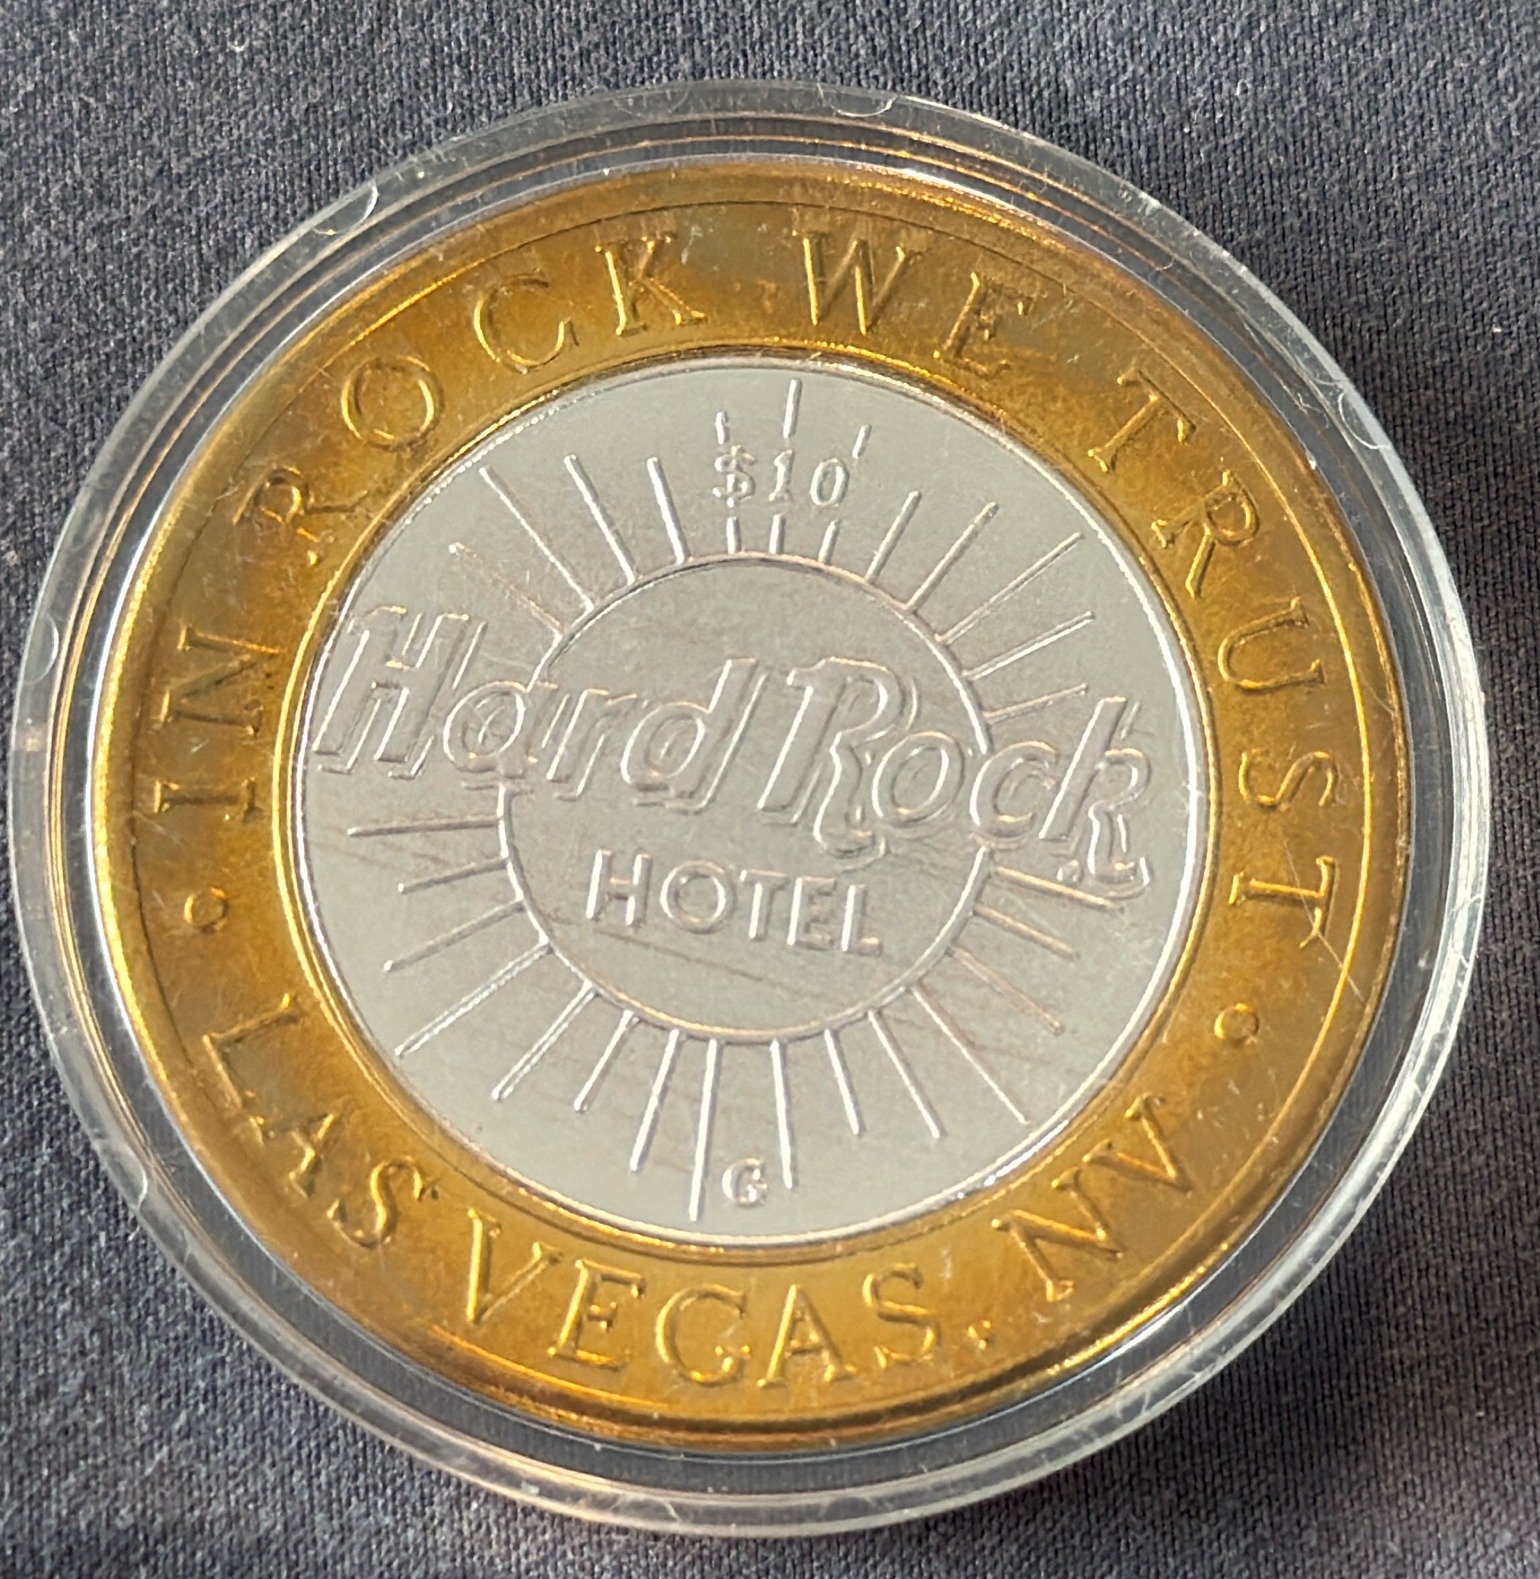 · IN ROCK WE TRUST ·
$10
Hard Rock
HOTEL
G
LAS VEGAS, NV